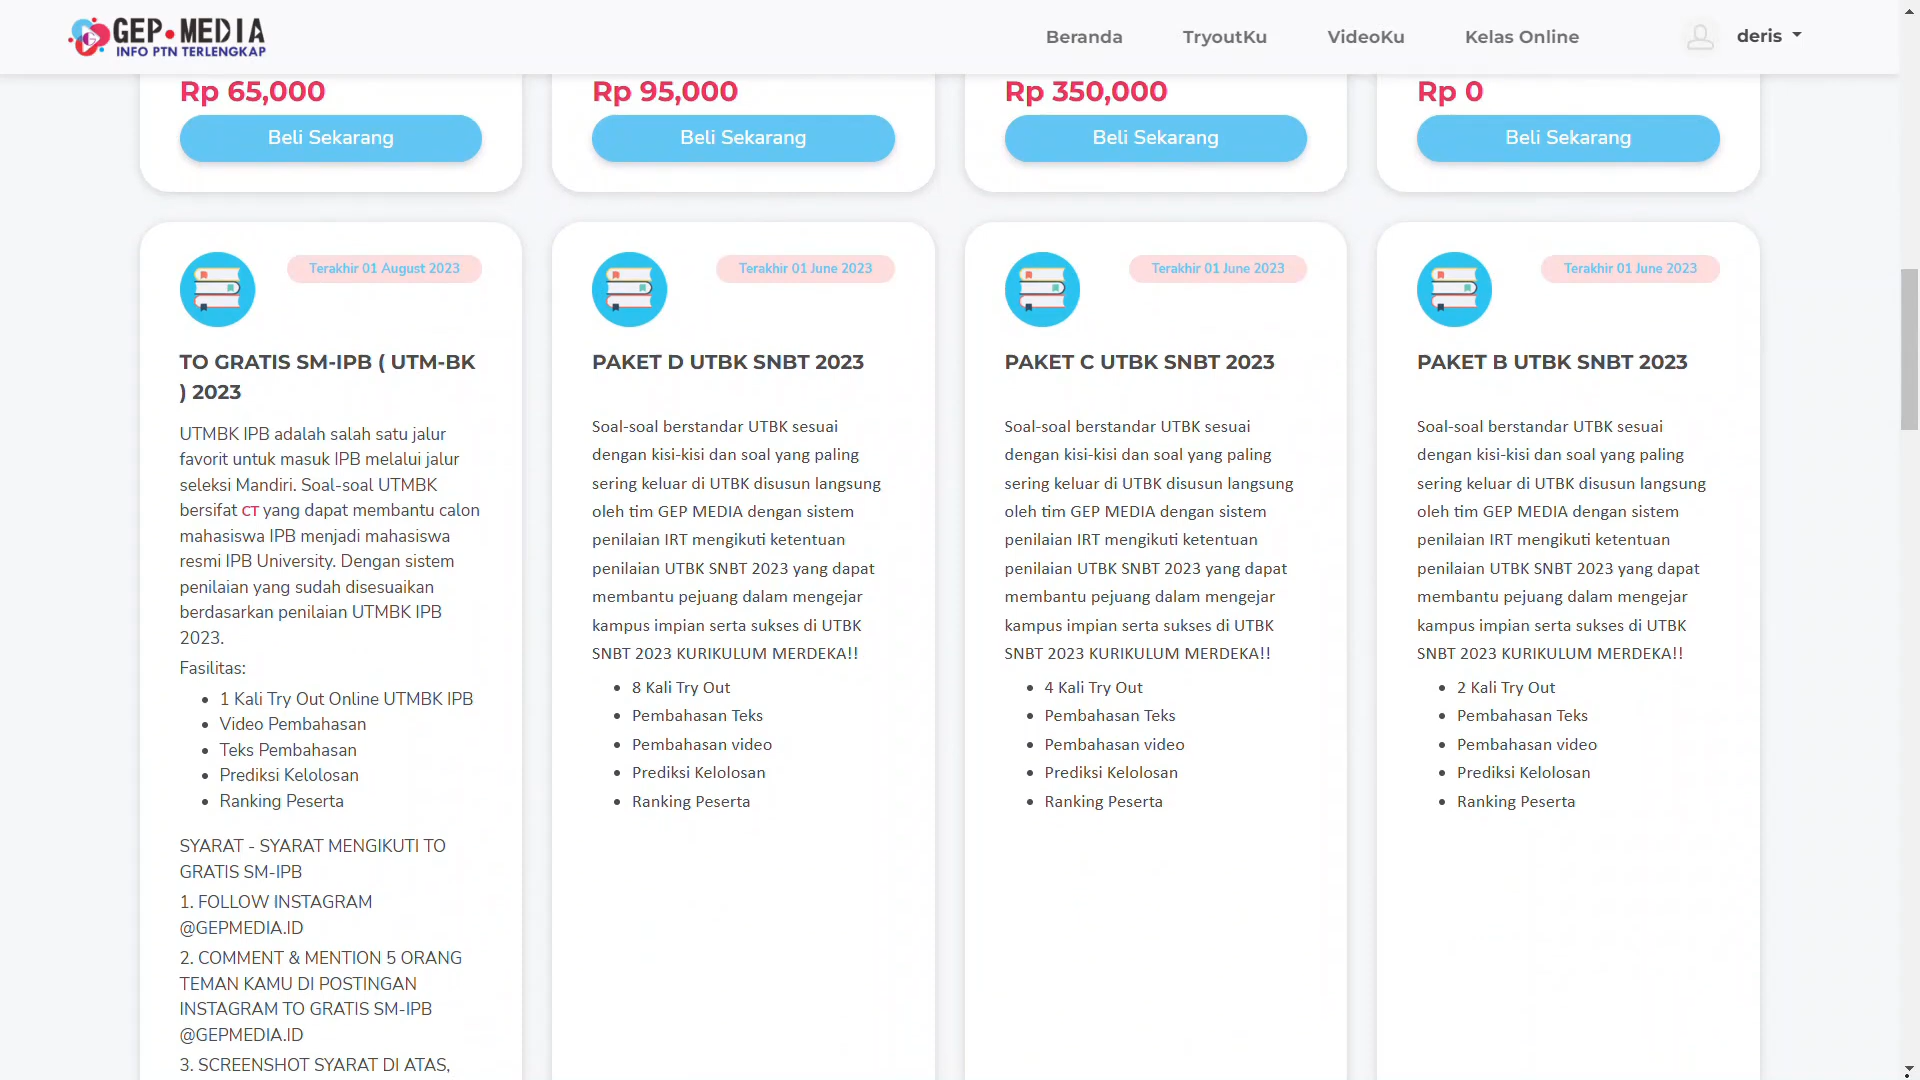 GEP•MEDIA
INFO PTN TERLENGKAP
Beranda
TryoutKu
VideoKu
Kelas Online
deris
Rp 65,000
Beli Sekarang
Rp 95,000
Beli Sekarang
Rp 350,000
Beli Sekarang
Rp 0
Beli Sekarang
Terakhir 01 August 2023
TO GRATIS SM-IPB ( UTM-BK
) 2023
UTMBK IPB adalah salah satu jalur
favorit untuk masuk IPB melalui jalur
seleksi Mandiri. Soal-soal UTMBK
bersifat CT yang dapat membantu calon
mahasiswa IPB menjadi mahasiswa
resmi IPB University. Dengan sistem
penilaian yang sudah disesuaikan
berdasarkan penilaian UTMBK IPB
2023.
Fasilitas:
• 1 Kali Try Out Online UTMBK IPB
• Video Pembahasan
• Teks Pembahasan
• Prediksi Kelolosan
• Ranking Peserta
SYARAT - SYARAT MENGIKUTI TO
GRATIS SM-IPB
1. FOLLOW INSTAGRAM
@GEPMEDIA.ID
2. COMMENT & MENTION 5 ORANG
TEMAN KAMU DI POSTINGAN
INSTAGRAM TO GRATIS SM-IPB
@GEPMEDIA.ID
3. SCREENSHOT SYARAT DI ATAS,
Terakhir 01 June 2023
PAKET D UTBK SNBT 2023
Soal-soal berstandar UTBK sesuai
dengan kisi-kisi dan soal yang paling
sering keluar di UTBK disusun langsung
oleh tim GEP MEDIA dengan sistem
penilaian IRT mengikuti ketentuan
penilaian UTBK SNBT 2023 yang dapat
membantu pejuang dalam mengejar
kampus impian serta sukses di UTBK
SNBT 2023 KURIKULUM MERDEKA!!
• 8 Kali Try Out
• Pembahasan Teks
• Pembahasan video
• Prediksi Kelolosan
• Ranking Peserta
Terakhir 01 June 2023
PAKET C UTBK SNBT 2023
Soal-soal berstandar UTBK sesuai
dengan kisi-kisi dan soal yang paling
sering keluar di UTBK disusun langsung
oleh tim GEP MEDIA dengan sistem
penilaian IRT mengikuti ketentuan
penilaian UTBK SNBT 2023 yang dapat
membantu pejuang dalam mengejar
kampus impian serta sukses di UTBK
SNBT 2023 KURIKULUM MERDEKA!!
• 4 Kali Try Out
• Pembahasan Teks
• Pembahasan video
• Prediksi Kelolosan
• Ranking Peserta
Terakhir 01 June 2023
PAKET B UTBK SNBT 2023
Soal-soal berstandar UTBK sesuai
dengan kisi-kisi dan soal yang paling
sering keluar di UTBK disusun langsung
oleh tim GEP MEDIA dengan sistem
penilaian IRT mengikuti ketentuan
penilaian UTBK SNBT 2023 yang dapat
membantu pejuang dalam mengejar
kampus impian serta sukses di UTBK
SNBT 2023 KURIKULUM MERDEKA!!
• 2 Kali Try Out
• Pembahasan Teks
• Pembahasan video
• Prediksi Kelolosan
• Ranking Peserta